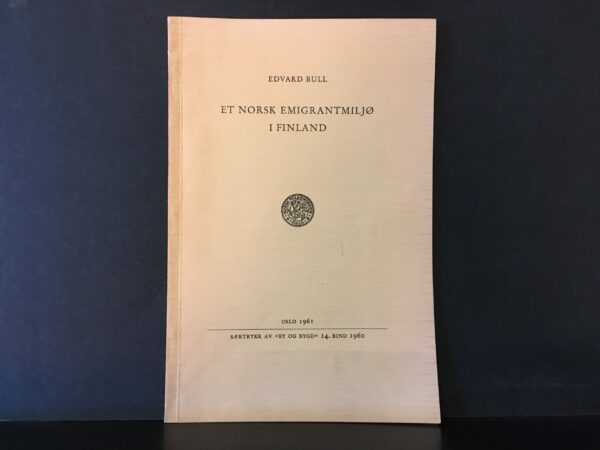 EDVARD BULL
ET NORSK EMIGRANTMILJØ
I FINLAND
OSLO 1961
SÆRTRYKK AV «BY OG BYGD» 14. BIND 1960